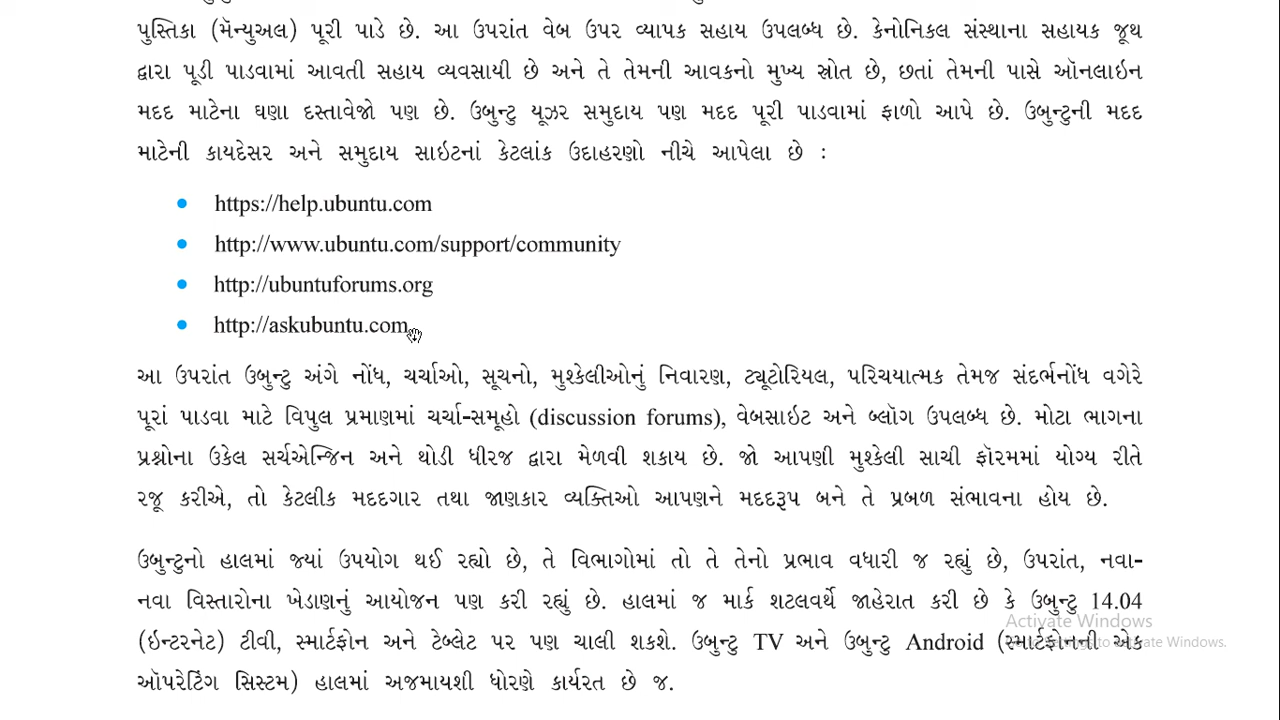 પુસ્તિકા (મૅન્યુઅલ) પૂરી પાડે છે. આ ઉપરાંત વેબ ઉપર વ્યાપક સહાય ઉપલબ્ધ છે. કેનોનિકલ સંસ્થાના સહાયક જૂથ
દ્વારા પૂડી પાડવામાં આવતી સહાય વ્યવસાયી છે અને તે તેમની આવકનો મુખ્ય સ્રોત છે, છતાં તેમની પાસે ઑનલાઇન
મદદ માટેના ઘણા દસ્તાવેજો પણ છે. ઉબુન્ટુ યૂઝર સમુદાય પણ મદદ પૂરી પાડવામાં ફાળો આપે છે. ઉબુન્ટુની મદદ
માટેની કાયદેસર અને સમુદાય સાઇટનાં કેટલાંક ઉદાહરણો નીચે આપેલા છે :
• https://help.ubuntu.com
• http://www.ubuntu.com/support/community
• http://ubuntuforums.org
• http://askubuntu.com
આ ઉપરાંત ઉબુન્ટુ અંગે નોંધ, ચર્ચાઓ, સૂચનો, મુશ્કેલીઓનું નિવારણ, ટ્યૂટોરિયલ, પરિચયાત્મક તેમજ સંદર્ભનોંધ વગેરે
પૂરાં પાડવા માટે વિપુલ પ્રમાણમાં ચર્ચા-સમૂહો (discussion forums), વેબસાઇટ અને બ્લૉગ ઉપલબ્ધ છે. મોટા ભાગના
પ્રશ્નોના ઉકેલ સર્ચએન્જિન અને થોડી ધીરજ દ્વારા મેળવી શકાય છે. જો આપણી મુશ્કેલી સાચી ફૉરમમાં યોગ્ય રીતે
રજૂ કરીએ, તો કેટલીક મદદગાર તથા જાણકાર વ્યક્તિઓ આપણને મદદરૂપ બને તે પ્રબળ સંભાવના હોય છે.
ઉબુન્ટુનો હાલમાં જ્યાં ઉપયોગ થઈ રહ્યો છે, તે વિભાગોમાં તો તે તેનો પ્રભાવ વધારી જ રહ્યું છે, ઉપરાંત, નવા-
નવા વિસ્તારોના ખેડાણનું આયોજન પણ કરી રહ્યું છે. હાલમાં જ માર્ક શટલવર્થે જાહેરાત કરી છે કે ઉબુન્ટુ 14.04
(ઇન્ટરનેટ) ટીવી, સ્માર્ટફોન અને ટેબ્લેટ પર પણ ચાલી શકશે. ઉબુન્ટુ TV અને ઉબુન્ટુ Android (સ્માર્ટફોનની એક
ઑપરેટિંગ સિસ્ટમ) હાલમાં અજમાયશી ધોરણે કાર્યરત છે જ.
Activate Windows
to activate Windows.